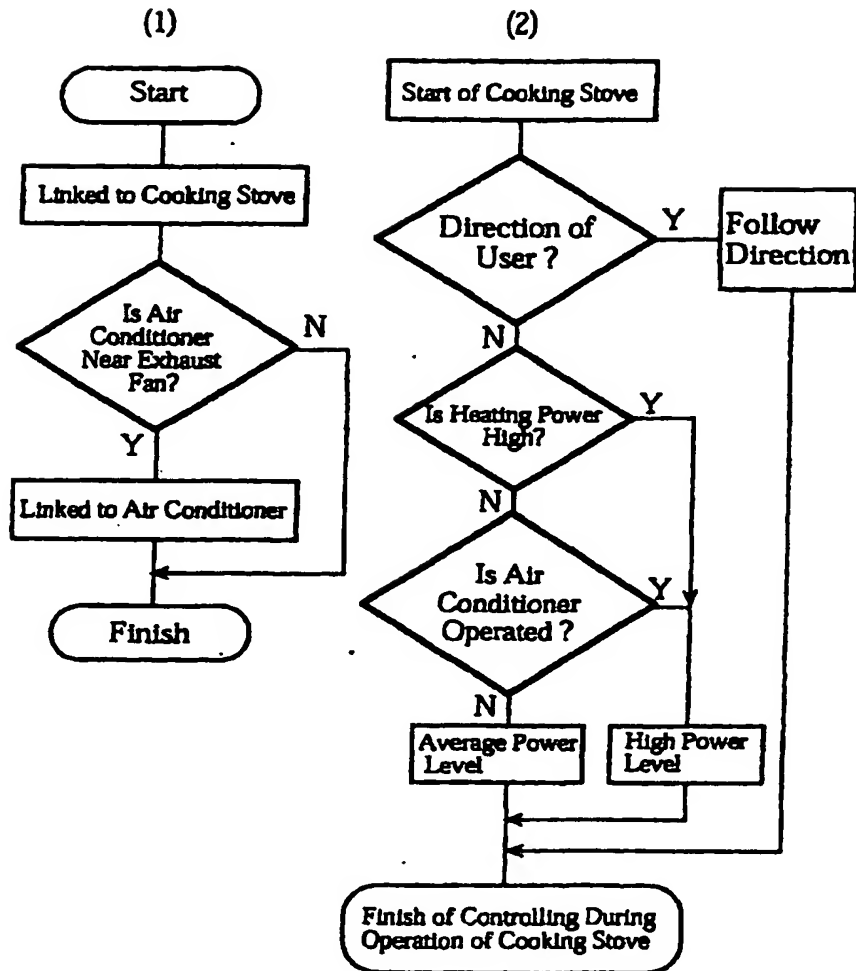 (1)
Start
Linked to Cooking Stove
Is Air
Conditioner
Near Exhaust
Fan?
N
Y
Linked to Air Conditioner
Finish
(2)
Start of Cooking Stove
Direction of
User ?
Y
Follow
Direction
N
Is Heating Power
High?
Y
N
Is Air
Conditioner
Operated ?
Y
N
Average Power
Level
High Power
Level
Finish of Controlling During
Operation of Cooking Stove